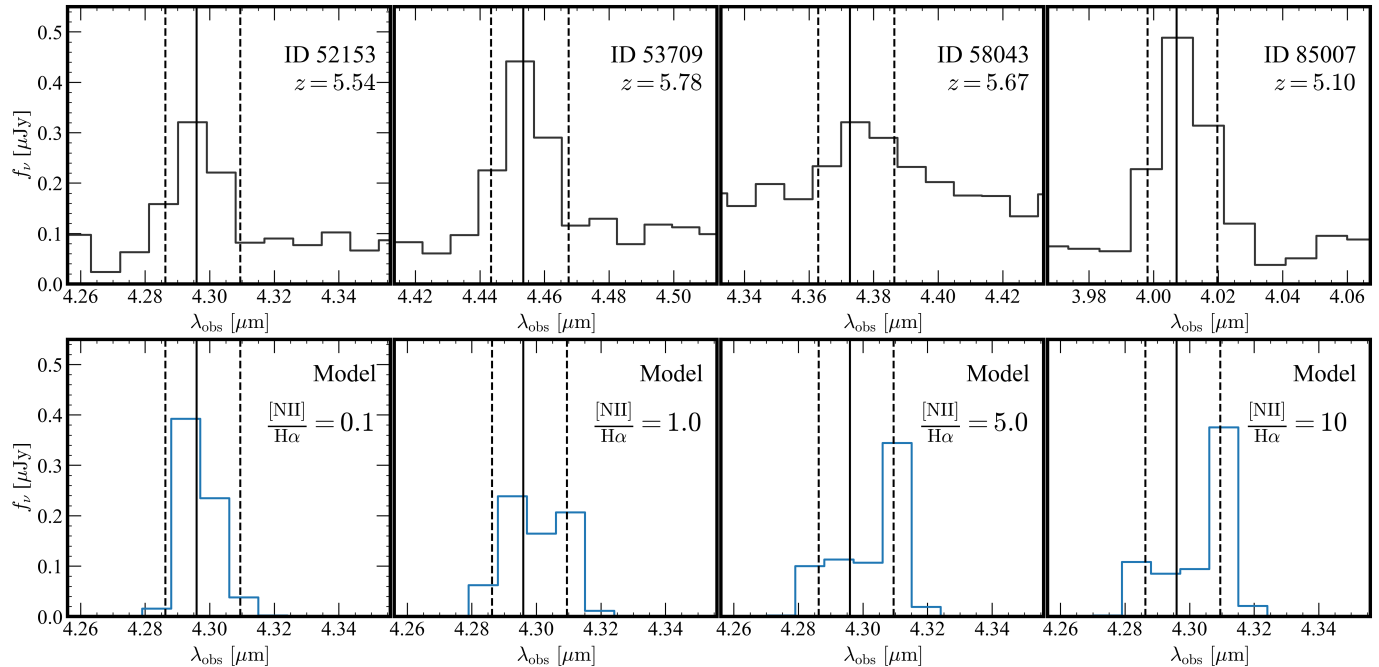 0.5
0.4
0.3
0.2
0.1
0.0
f_ν [μJy]
ID 52153
z = 5.54
4.26 4.28 4.30 4.32 4.34
λ_obs [μm]
ID 53709
z = 5.78
4.42 4.44 4.46 4.48 4.50
λ_obs [μm]
ID 58043
z = 5.67
4.34 4.36 4.38 4.40 4.42
λ_obs [μm]
ID 85007
z = 5.10
3.98 4.00 4.02 4.04 4.06
λ_obs [μm]
0.5
0.4
0.3
0.2
0.1
0.0
f_ν [μJy]
Model
[NII]/Hα = 0.1
4.26 4.28 4.30 4.32 4.34
λ_obs [μm]
Model
[NII]/Hα = 1.0
4.26 4.28 4.30 4.32 4.34
λ_obs [μm]
Model
[NII]/Hα = 5.0
4.26 4.28 4.30 4.32 4.34
λ_obs [μm]
Model
[NII]/Hα = 10
4.26 4.28 4.30 4.32 4.34
λ_obs [μm]